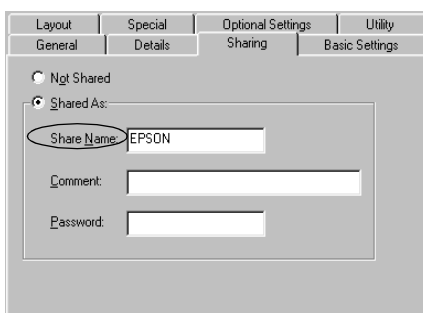 Layout Special Optional Settings Utility
General Details Sharing Basic Settings
Not Shared
Shared As:
Share Name: EPSON
Comment:
Password: